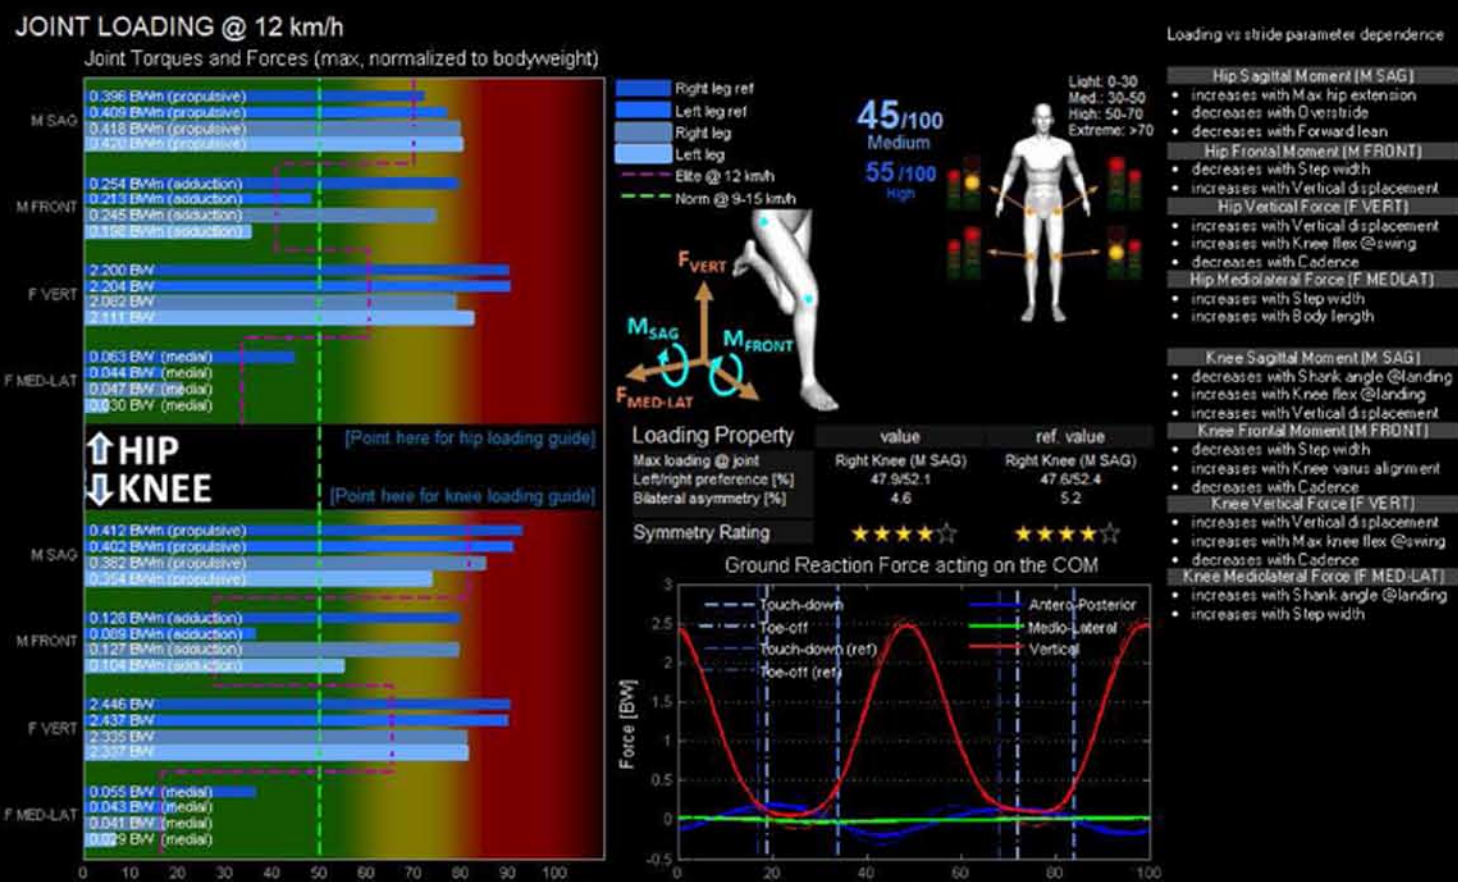 JOINT LOADING @ 12 km/h
Joint Torques and Forces (max, normalized to bodyweight)
M SAG
0.396 BWm (propulsive)
0.409 BWm (propulsive)
0.418 BWm (propulsive)
0.420 BWm (propulsive)
M FRONT
0.254 BWm (adduction)
0.213 BWm (adduction)
0.245 BWm (adduction)
0.198 BWm (adduction)
F VERT
2.200 BW
2.204 BW
2.082 BW
2.111 BW
F MED-LAT
0.063 BW (medial)
0.044 BW (medial)
0.047 BW (medial)
0.030 BW (medial)
HIP
[Point here for hip loading guide]
KNEE
[Point here for knee loading guide]
M SAG
0.412 BWm (propulsive)
0.402 BWm (propulsive)
0.382 BWm (propulsive)
0.354 BWm (propulsive)
M FRONT
0.128 BWm (adduction)
0.089 BWm (adduction)
0.127 BWm (adduction)
0.104 BWm (adduction)
F VERT
2.446 BW
2.437 BW
2.335 BW
2.337 BW
F MED-LAT
0.055 BW (medial)
0.043 BW (medial)
0.041 BW (medial)
0.029 BW (medial)
0 10 20 30 40 50 60 70 80 90 100
Right leg ref
Left leg ref
Right leg
Left leg
Elite @ 12 km/h
Norm @ 9-15 km/h
45/100
Medium
55/100
High
Light: 0-30
Med.: 30-50
High: 50-70
Extreme: >70
F VERT
M SAG
M FRONT
F MED-LAT
Loading Property value ref. value
Max loading @ joint Right Knee (M SAG) Right Knee (M SAG)
Left/right preference [%] 47.9/52.1 47.6/52.4
Bilateral asymmetry [%] 4.6 5.2
Symmetry Rating
Ground Reaction Force acting on the COM
Touch-down
Toe-off
Touch-down (ref)
Toe-off (ref)
Antero-Posterior
Medio-Lateral
Vertical
Force [BW]
3
2.5
2
1.5
1
0.5
0
-0.5
0 20 40 60 80 100
Loading vs stride parameter dependence
Hip Sagittal Moment (M SAG)
• increases with Max hip extension
• decreases with Overstride
• decreases with Forward lean
Hip Frontal Moment (M FRONT)
• decreases with Step width
• increases with Vertical displacement
Hip Vertical Force (F VERT)
• increases with Vertical displacement
• increases with Knee flex @swing
• decreases with Cadence
Hip Mediolateral Force (F MEDLAT)
• increases with Step width
• increases with Body length
Knee Sagittal Moment (M SAG)
• decreases with Shank angle @landing
• increases with Knee flex @landing
• increases with Vertical displacement
Knee Frontal Moment (M FRONT)
• decreases with Step width
• increases with Knee varus alignment
• decreases with Cadence
Knee Vertical Force (F VERT)
• increases with Vertical displacement
• increases with Max knee flex @swing
• decreases with Cadence
Knee Mediolateral Force (F MED-LAT)
• increases with Shank angle @landing
• increases with Step width